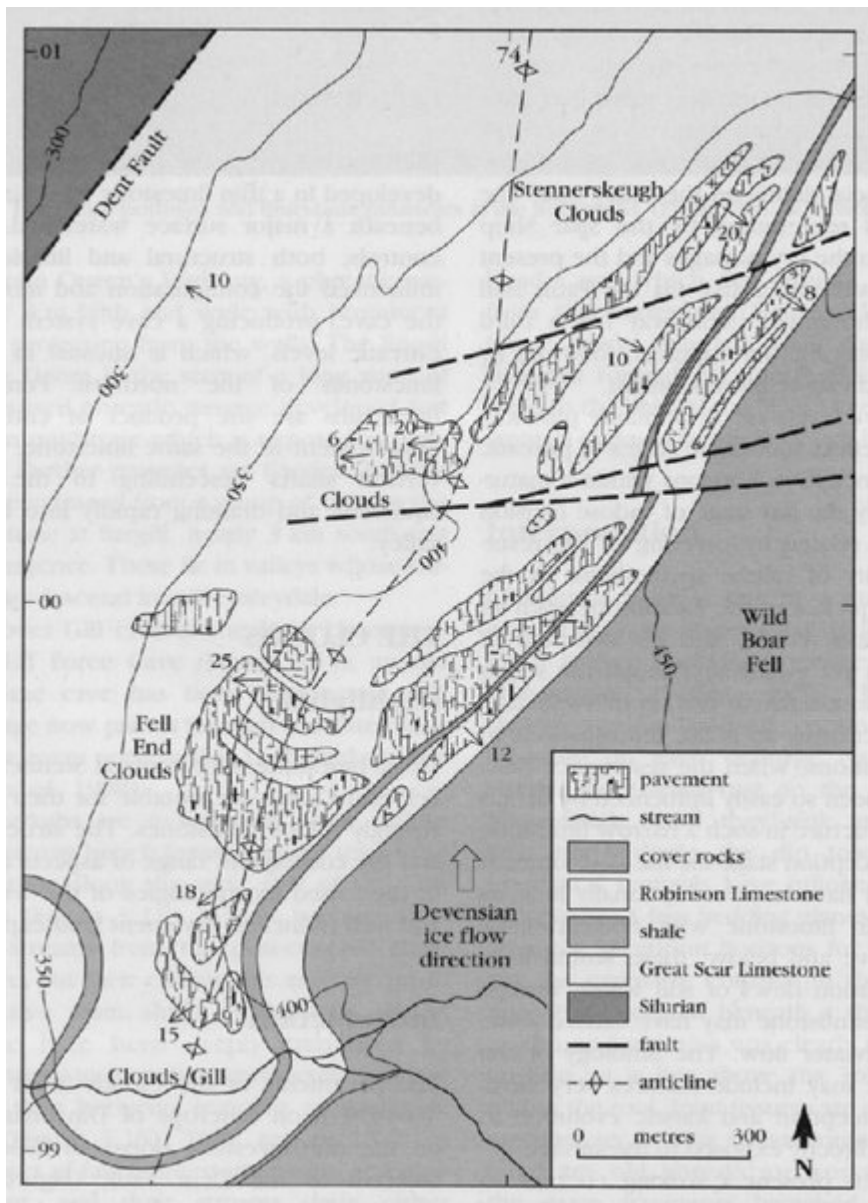 01
74
300
Dent Fault
Stennerskeugh
Clouds
20
10
8
300
10
20
6
Clouds
350
400
00
Wild
Boar
Fell
450
25
Fell
End
Clouds
12
pavement
stream
cover rocks
Robinson Limestone
shale
Great Scar Limestone
Silurian
fault
anticline
18
Devensian
ice flow
direction
350
400
15
Clouds Gill
99
0 metres 300
N